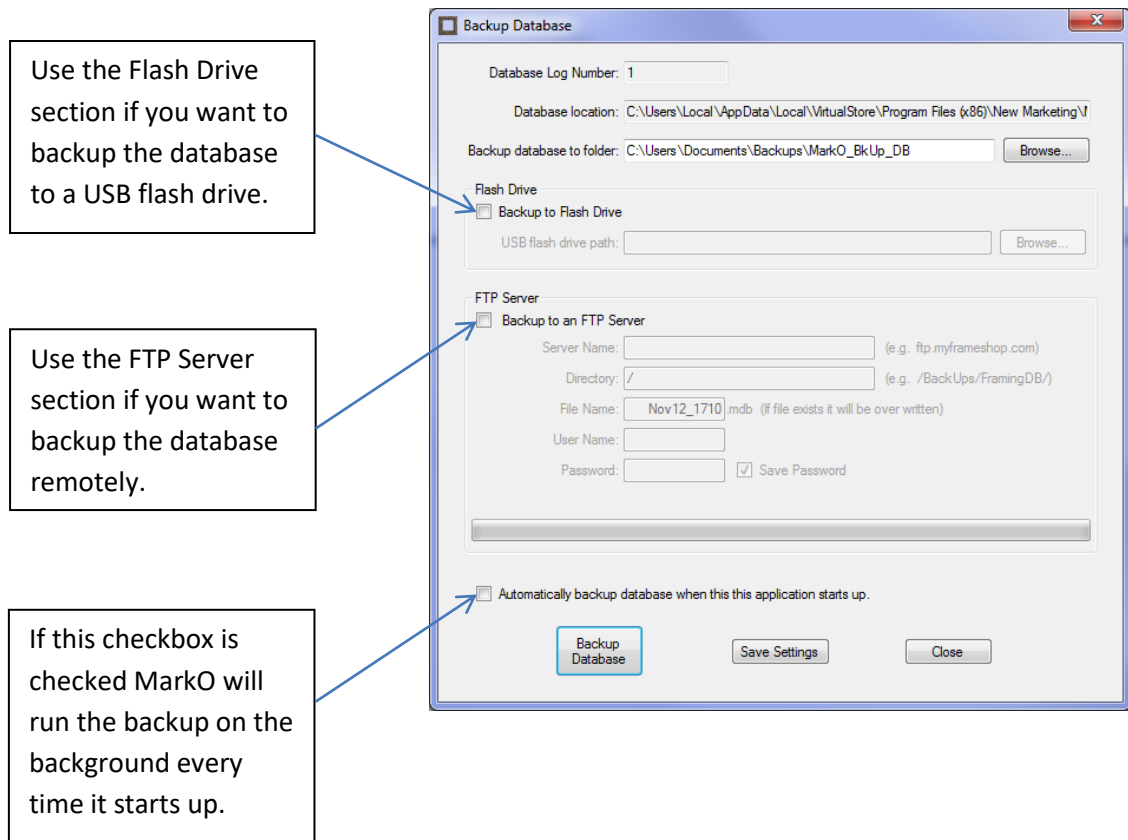 Use the Flash Drive
section if you want to
backup the database
to a USB flash drive.
Use the FTP Server
section if you want to
backup the database
remotely.
If this checkbox is
checked MarkO will
run the backup on the
background every
time it starts up.
Backup Database
Database Log Number: 1
Database location: C:\Users\Local\AppData\Local\VirtualStore\Program Files (x86)\New Marketing\
Backup database to folder: C:\Users\Documents\Backups\MarkO_BkUp_DB Browse...
Flash Drive
Backup to Flash Drive
USB flash drive path: Browse...
FTP Server
Backup to an FTP Server
Server Name: (e.g. ftp.myframeshop.com)
Directory: / (e.g. /BackUps/FramingDB/)
File Name: Nov12_1710 .mdb (If file exists it will be over written)
User Name:
Password: Save Password
Automatically backup database when this this application starts up.
Backup
Database
Save Settings
Close